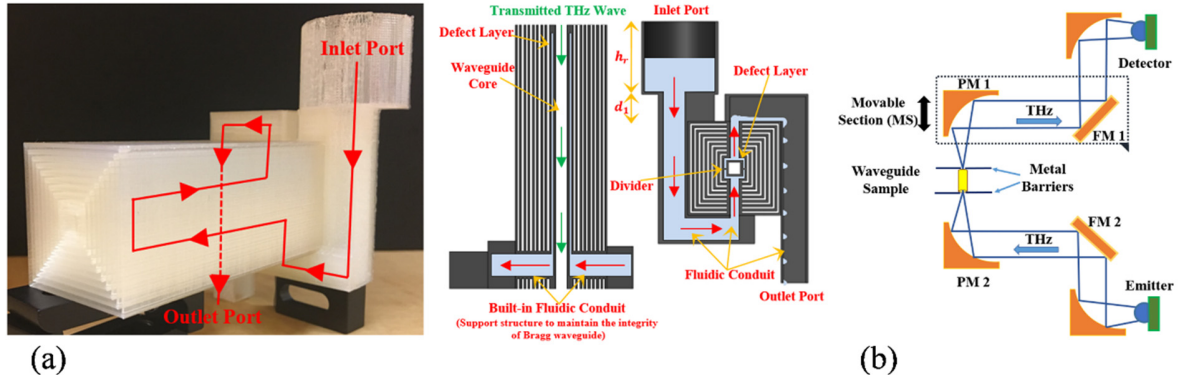 Inlet Port
Outlet Port
(a)
Transmitted THz Wave
Defect Layer
Waveguide
Core
Built-in Fluidic Conduit
(Support structure to maintain the integrity
of Bragg waveguide)
Inlet Port
hr
d1
Defect Layer
Divider
Fluidic Conduit
Outlet Port
Detector
PM 1
Movable
Section (MS)
THz
FM 1
Waveguide
Sample
Metal
Barriers
FM 2
THz
PM 2
Emitter
(b)